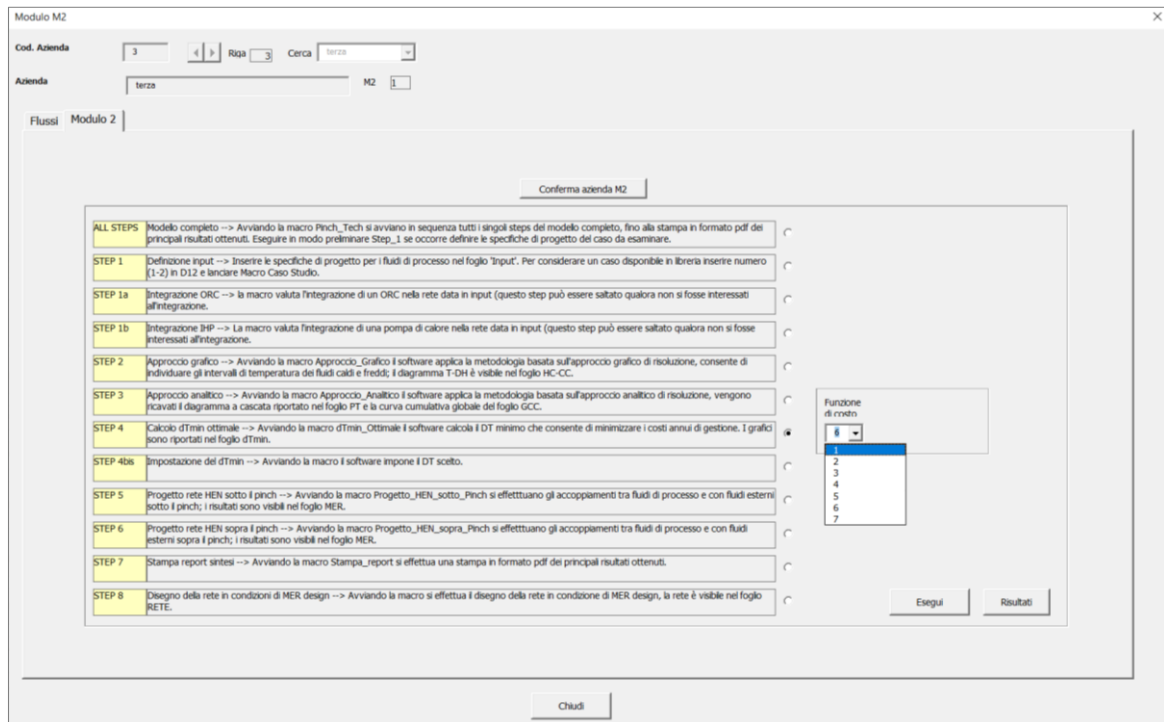 Modulo M2
Cod. Azienda 3 Riga 3 Cerca terza
Azienda terza M2 1
Flussi Modulo 2
Conferma azienda M2
ALL STEPS Modello completo --> Avviando la macro Pinch_Tech si avviano in sequenza tutti i singoli steps del modello completo, fino alla stampa in formato pdf dei
principali risultati ottenuti. Eseguire in modo preliminare Step_1 se occorre definire le specifiche di progetto del caso da esaminare.
STEP 1 Definizione input --> Inserire le specifiche di progetto per i fluidi di processo nel foglio 'Input'. Per considerare un caso disponibile in libreria inserire numero
(1-2) in D12 e lanciare Macro Caso Studio.
STEP 1a Integrazione ORC --> la macro valuta l'integrazione di un ORC nella rete data in input (questo step può essere saltato qualora non si fosse interessati
all'integrazione.
STEP 1b Integrazione IHP --> La macro valuta l'integrazione di una pompa di calore nella rete data in input (questo step può essere saltato qualora non si fosse
interessati all'integrazione.
STEP 2 Approccio grafico --> Avviando la macro Approccio_Grafico il software applica la metodologia basata sull'approccio grafico di risoluzione, consente di
individuare gli intervalli di temperatura dei fluidi caldi e freddi; il diagramma T-DH è visibile nel foglio HC-CC.
STEP 3 Approccio analitico --> Avviando la macro Approccio_Analitico il software applica la metodologia basata sull'approccio analitico di risoluzione, vengono
ricavati il diagramma a cascata riportato nel foglio PT e la curva cumulativa globale del foglio GCC.
STEP 4 Calcolo dTmin ottimale --> Avviando la macro dTmin_Ottimale il software calcola il DT minimo che consente di minimizzare i costi annui di gestione. I grafici
sono riportati nel foglio dTmin.
Funzione
di costo
6
1
2
3
4
5
6
7
STEP 4bis Impostazione del dTmin --> Avviando la macro il software impone il DT scelto.
STEP 5 Progetto rete HEN sotto il pinch --> Avviando la macro Progetto_HEN_sotto_Pinch si effetttuano gli accoppiamenti tra fluidi di processo e con fluidi esterni
sotto il pinch; i risultati sono visibili nel foglio MER.
STEP 6 Progetto rete HEN sopra il pinch --> Avviando la macro Progetto_HEN_sopra_Pinch si effetttuano gli accoppiamenti tra fluidi di processo e con fluidi
esterni sopra il pinch; i risultati sono visibili nel foglio MER.
STEP 7 Stampa report sintesi --> Avviando la macro Stampa_report si effettua una stampa in formato pdf dei principali risultati ottenuti.
STEP 8 Disegno della rete in condizioni di MER design --> Avviando la macro si effettua il disegno della rete in condizione di MER design, la rete è visibile nel foglio
RETE.
Esegui Risultati
Chiudi